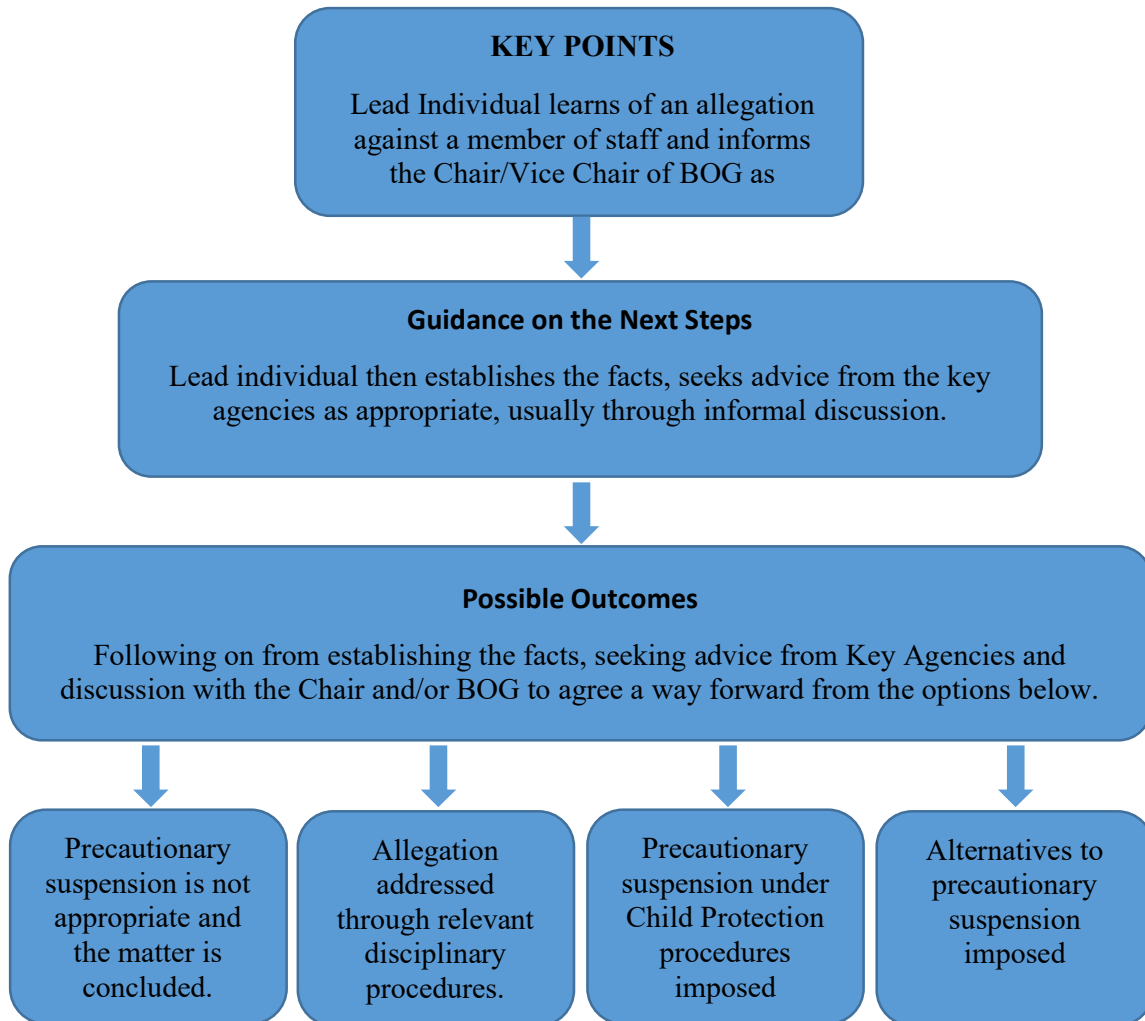 KEY POINTS
Lead Individual learns of an allegation
against a member of staff and informs
the Chair/Vice Chair of BOG as
Guidance on the Next Steps
Lead individual then establishes the facts, seeks advice from the key
agencies as appropriate, usually through informal discussion.
Possible Outcomes
Following on from establishing the facts, seeking advice from Key Agencies and
discussion with the Chair and/or BOG to agree a way forward from the options below.
Precautionary
suspension is not
appropriate and
the matter is
concluded.
Allegation
addressed
through relevant
disciplinary
procedures.
Precautionary
suspension under
Child Protection
procedures
imposed
Alternatives to
precautionary
suspension
imposed